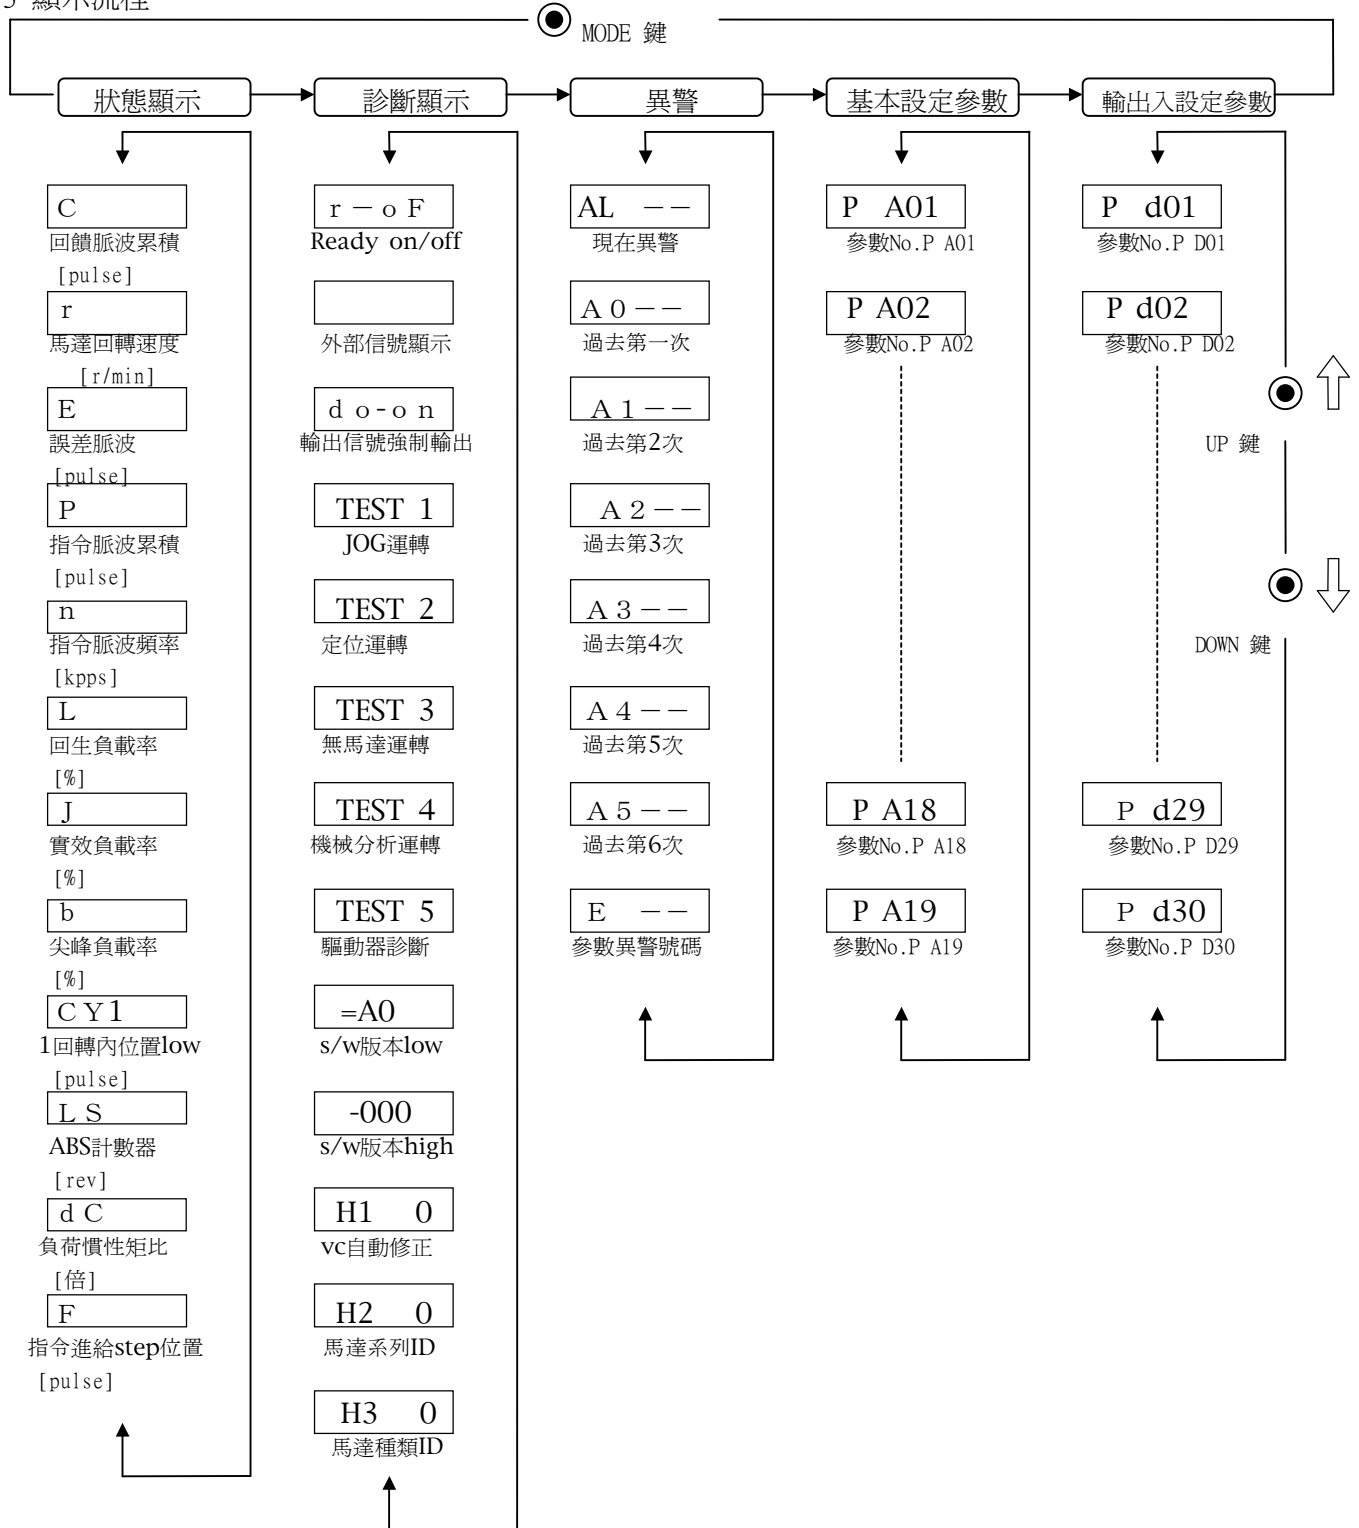 5 顯示流程
MODE 鍵
狀態顯示
診斷顯示
異警
基本設定參數
輸出入設定參數
C
回饋脈波累積
[pulse]
r
馬達回轉速度
[r/min]
E
誤差脈波
[pulse]
P
指令脈波累積
[pulse]
n
指令脈波頻率
[kpps]
L
回生負載率
[%]
J
實效負載率
[%]
b
尖峰負載率
[%]
CY1
1回轉內位置low
[pulse]
LS
ABS計數器
[rev]
dC
負荷慣性矩比
[倍]
F
指令進給step位置
[pulse]
r－oF
Ready on/off
外部信號顯示
do-on
輸出信號強制輸出
TEST 1
JOG運轉
TEST 2
定位運轉
TEST 3
無馬達運轉
TEST 4
機械分析運轉
TEST 5
驅動器診斷
=A0
s/w版本low
-000
s/w版本high
H1 0
vc自動修正
H2 0
馬達系列ID
H3 0
馬達種類ID
AL －－
現在異警
A0－－
過去第一次
A1－－
過去第2次
A2－－
過去第3次
A3－－
過去第4次
A4－－
過去第5次
A5－－
過去第6次
E －－
參數異警號碼
P A01
參數No.P A01
P A02
參數No.P A02
P A18
參數No.P A18
P A19
參數No.P A19
P d01
參數No.P D01
P d02
參數No.P D02
P d29
參數No.P D29
P d30
參數No.P D30
UP 鍵
DOWN 鍵